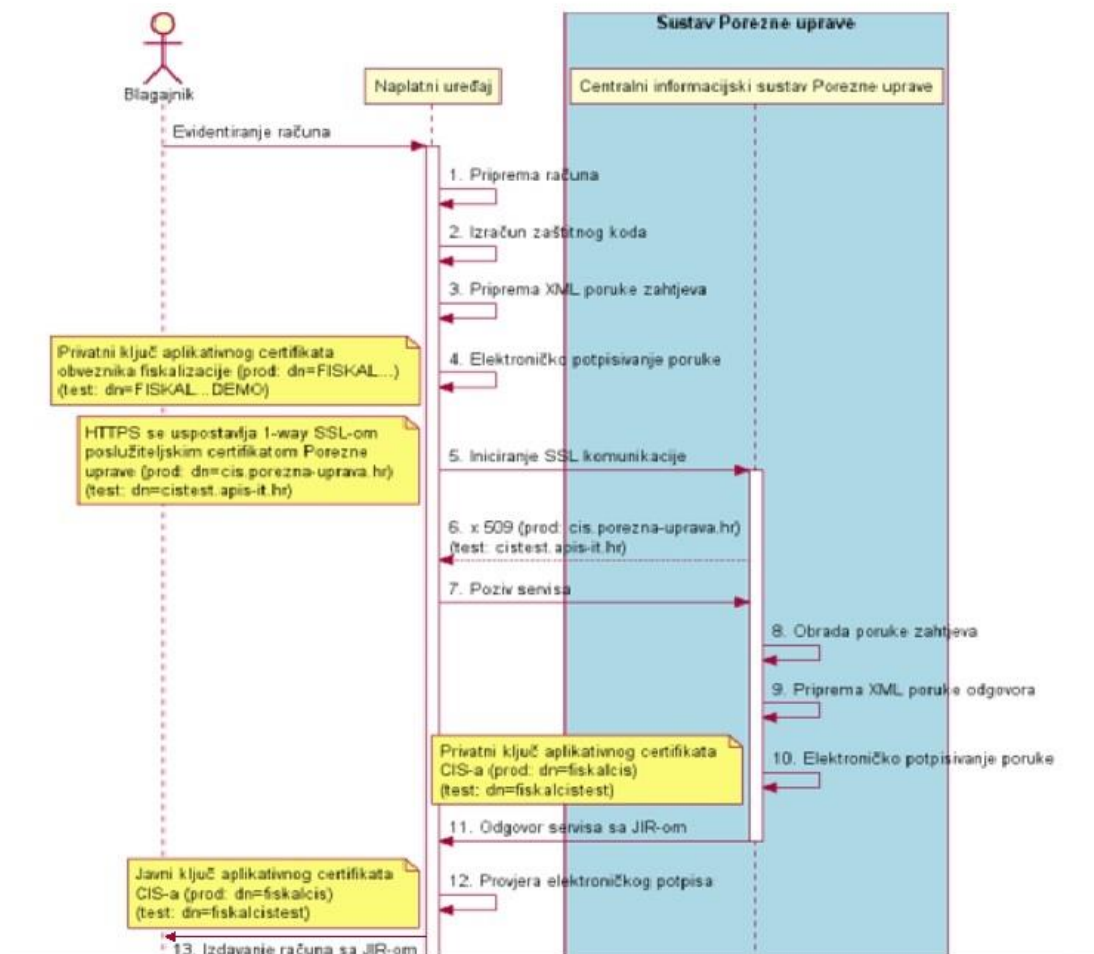 Sustav Porezne uprave
Blagajnik
Naplatni uređaj
Centralni informacijski sustav Porezne uprave
Evidentiranje računa
1. Priprema računa
2. Izračun zaštitnog koda
3. Priprema XML poruke zahtjeva
Privatni ključ aplikativnog certifikata
obveznika fiskalizacije (prod: dn=FISKAL...)
(test: dn=FISKAL...DEMO)
4. Elektroničko potpisivanje poruke
HTTPS se uspostavlja 1-way SSL-om
poslužiteljskim certifikatom Porezne
uprave (prod: dn=cis.porezna-uprava.hr)
(test: dn=cistest.apis-it.hr)
5. Iniciranje SSL komunikacije
6. x 509 (prod: cis.porezna-uprava.hr)
(test: cistest.apis-it.hr)
7. Poziv servisa
8. Obrada poruke zahtjeva
9. Priprema XML poruke odgovora
Privatni ključ aplikativnog certifikata
CIS-a (prod: dn=fiskalcis)
(test: dn=fiskalcistest)
10. Elektroničko potpisivanje poruke
11. Odgovor servisa sa JIR-om
Javni ključ aplikativnog certifikata
CIS-a (prod: dn=fiskalcis)
(test: dn=fiskalcistest)
12. Provjera elektroničkog potpisa
13. Izdavanje računa sa JIR-om